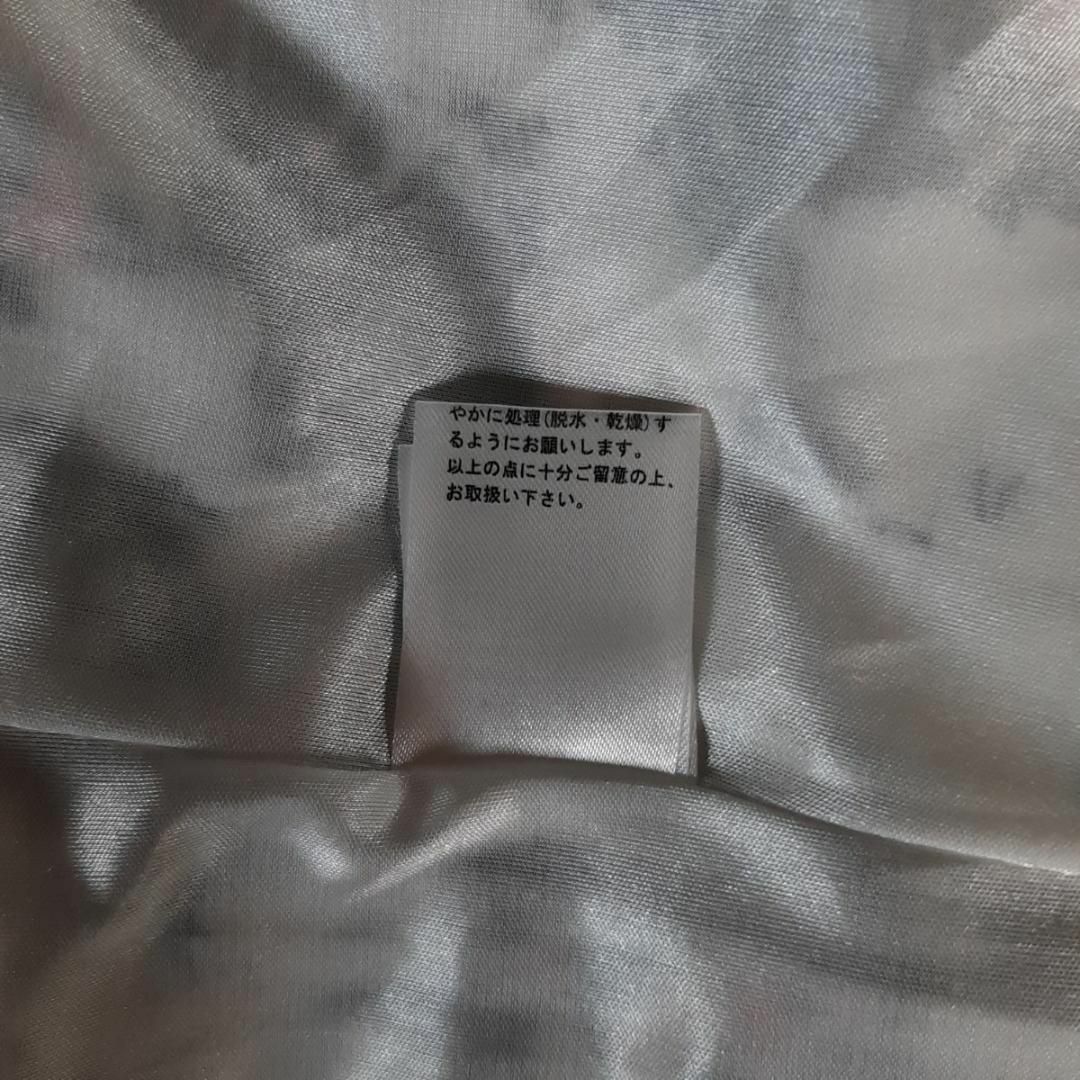 やかに処理(脱水・乾燥)す
るようにお願いします。
以上の点に十分ご留意の上、
お取扱い下さい。